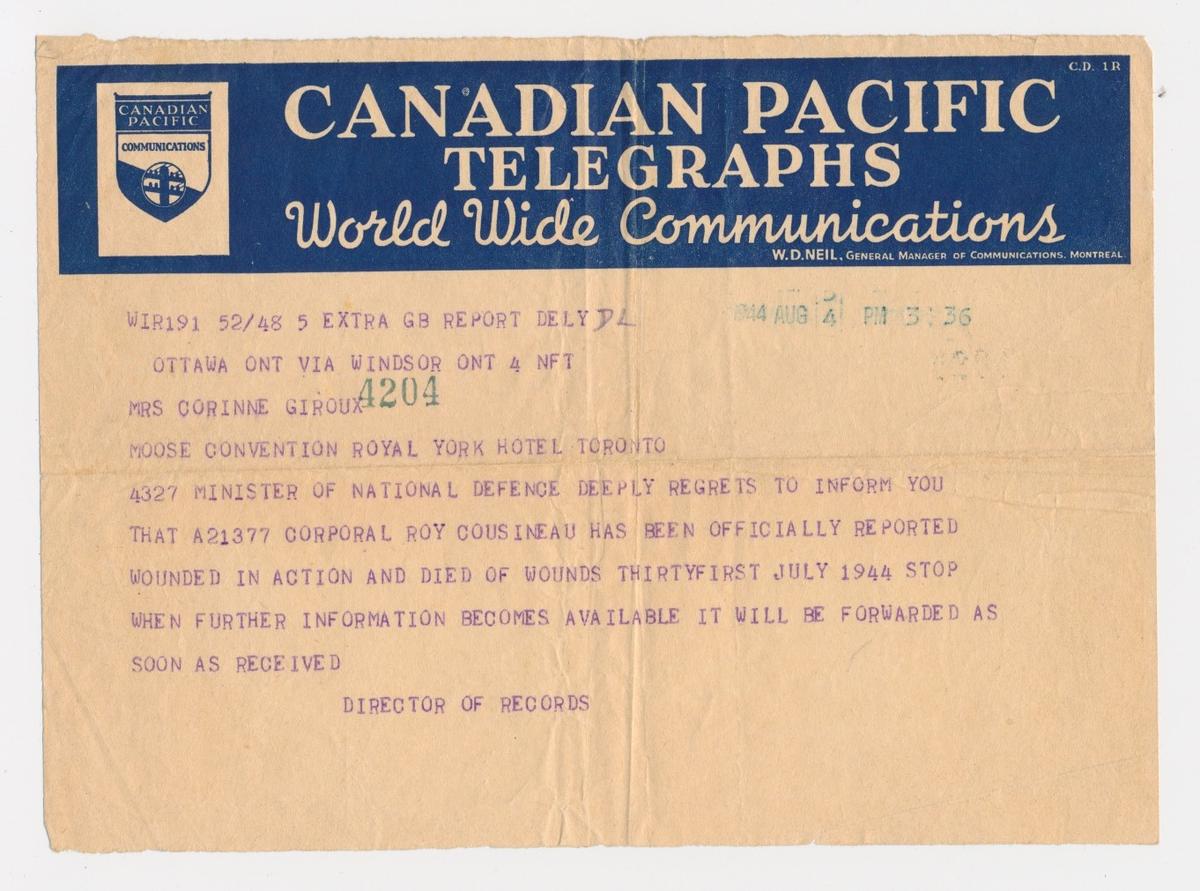 C.D. 1R
CANADIAN PACIFIC
COMMUNICATIONS
CANADIAN PACIFIC
TELEGRAPHS
World Wide Communications
W.D.NEIL, GENERAL MANAGER OF COMMUNICATIONS. MONTREAL
1944 AUG 4 PM 3:36
WIR191 52/48 5 EXTRA GB REPORT DELY DL
OTTAWA ONT VIA WINDSOR ONT 4 NFT
4204
MRS CORINNE GIROUX
MOOSE CONVENTION ROYAL YORK HOTEL TORONTO
4327 MINISTER OF NATIONAL DEFENCE DEEPLY REGRETS TO INFORM YOU
THAT A21377 CORPORAL ROY COUSINEAU HAS BEEN OFFICIALLY REPORTED
WOUNDED IN ACTION AND DIED OF WOUNDS THIRTYFIRST JULY 1944 STOP
WHEN FURTHER INFORMATION BECOMES AVAILABLE IT WILL BE FORWARDED AS
SOON AS RECEIVED
DIRECTOR OF RECORDS